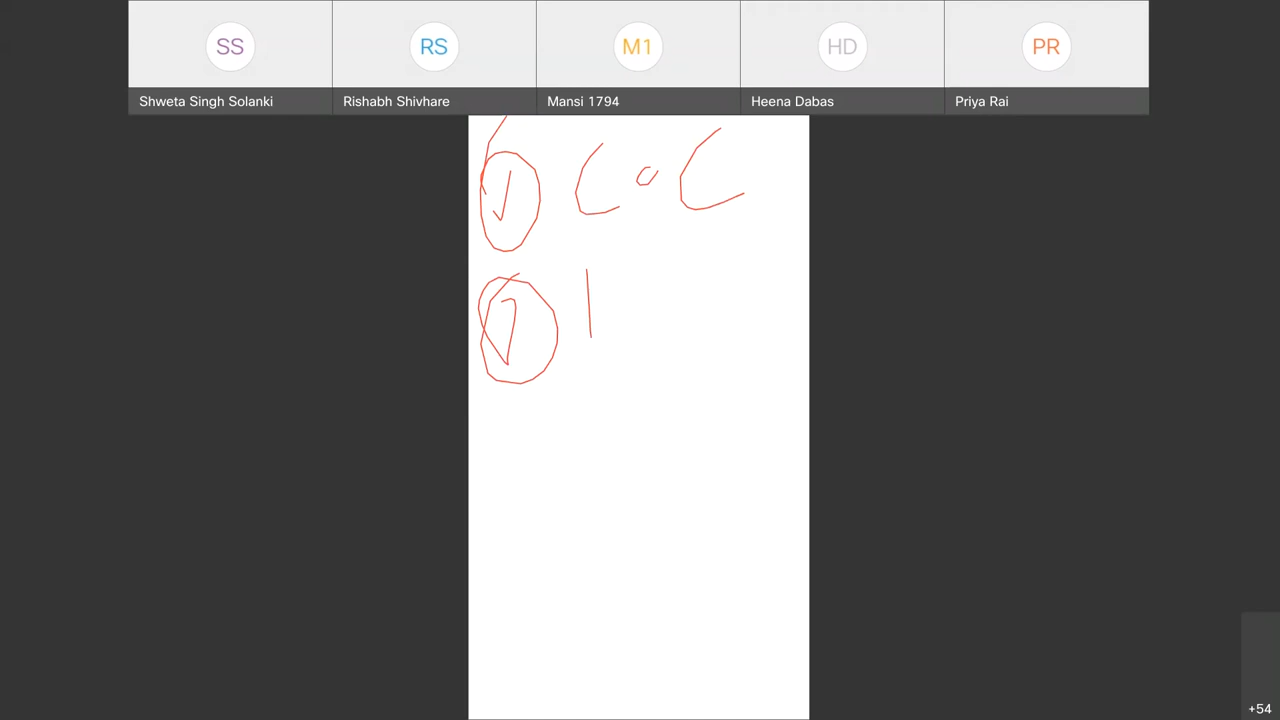 SS RS M1 HD PR
Shweta Singh Solanki Rishabh Shivhare Mansi 1794 Heena Dabas Priya Rai
C o C
+54